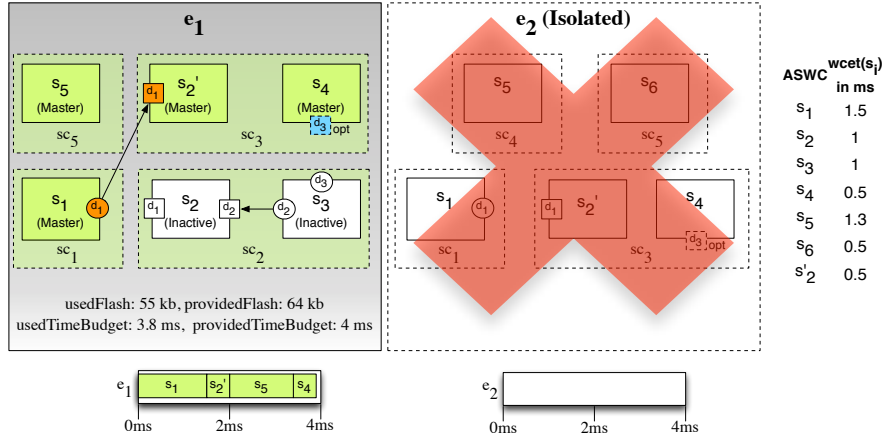 e1
s5
(Master)
sc5
d1
s2'
(Master)
s4
(Master)
d3 opt
sc3
s1
(Master)
d1
sc1
d1
s2
(Inactive)
d2
d2
d3
s3
(Inactive)
sc2
usedFlash: 55 kb, providedFlash: 64 kb
usedTimeBudget: 3.8 ms, providedTimeBudget: 4 ms
e2 (Isolated)
s5
sc4
s6
sc5
s1
d1
sc1
d1
s2'
s4
d3 opt
sc3
ASWC wcet(si) in ms
s1 1.5
s2 1
s3 1
s4 0.5
s5 1.3
s6 0.5
s'2 0.5
e1 s1 s2' s5 s4
0ms 2ms 4ms
e2
0ms 2ms 4ms